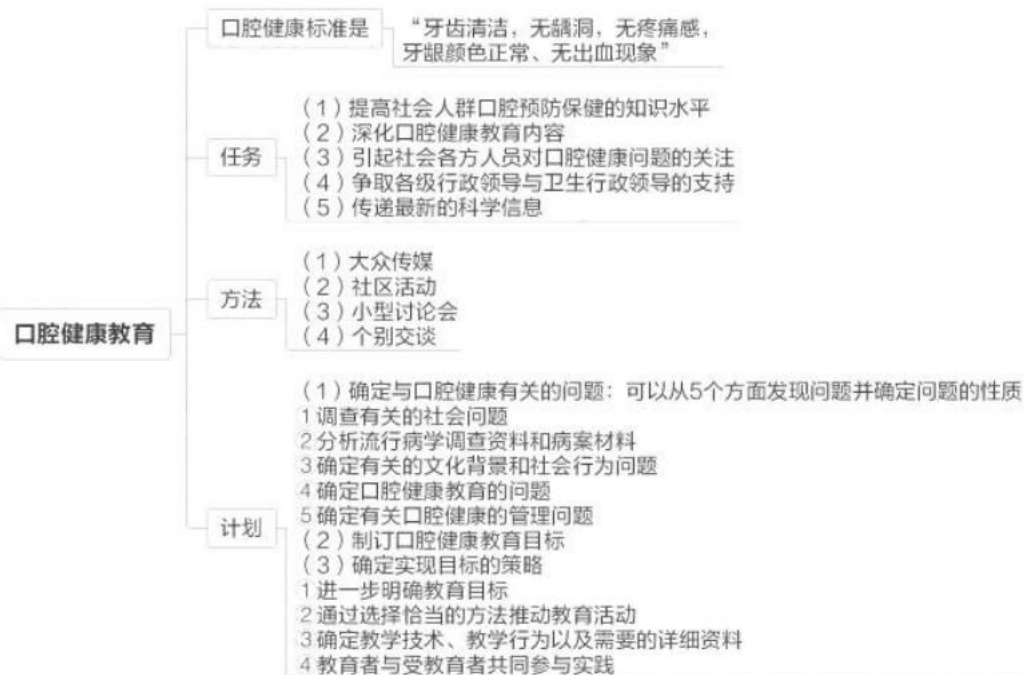 口腔健康教育
口腔健康标准是
“牙齿清洁，无龋洞，无疼痛感，
牙龈颜色正常、无出血现象”
任务
（1）提高社会人群口腔预防保健的知识水平
（2）深化口腔健康教育内容
（3）引起社会各方人员对口腔健康问题的关注
（4）争取各级行政领导与卫生行政领导的支持
（5）传递最新的科学信息
方法
（1）大众传媒
（2）社区活动
（3）小型讨论会
（4）个别交谈
计划
（1）确定与口腔健康有关的问题：可以从5个方面发现问题并确定问题的性质
①调查有关的社会问题
②分析流行病学调查资料和病案材料
③确定有关的文化背景和社会行为问题
④确定口腔健康教育的问题
⑤确定有关口腔健康的管理问题
（2）制订口腔健康教育目标
（3）确定实现目标的策略
①进一步明确教育目标
②通过选择恰当的方法推动教育活动
③确定教学技术、教学行为以及需要的详细资料
④教育者与受教育者共同参与实践